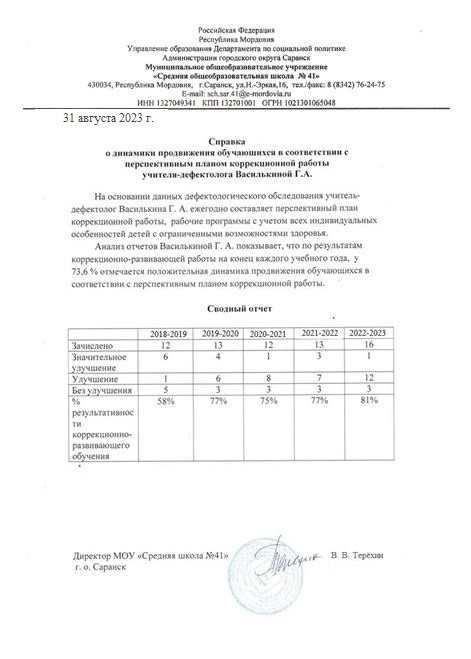 Российская Федерация
Республика Мордовия
Управление образования Департамента по социальной политике
Администрации городского округа Саранск
Муниципальное общеобразовательное учреждение
«Средняя общеобразовательная школа № 41»
430034, Республика Мордовия, г.Саранск, ул.Н.-Эркая,16, тел./факс: 8 (8342) 76-24-75
E-mail: sch.sar.41@e-mordovia.ru
ИНН 1327049341 КПП 132701001 ОГРН 1021301065048
31 августа 2023 г.
Справка
о динамики продвижения обучающихся в соответствии с
перспективным планом коррекционной работы
учителя-дефектолога Василькиной Г.А.
На основании данных дефектологического обследования учитель-
дефектолог Василькина Г. А. ежегодно составляет перспективный план
коррекционной работы, рабочие программы с учетом всех индивидуальных
особенностей детей с ограниченными возможностями здоровья.
Анализ отчетов Василькиной Г. А. показывает, что по результатам
коррекционно-развивающей работы на конец каждого учебного года, у
73,6 % отмечается положительная динамика продвижения обучающихся в
соответствии с перспективным планом коррекционной работы.
Сводный отчет
2018-2019 2019-2020 2020-2021 2021-2022 2022-2023
Зачислено 12 13 12 13 16
Значительное 6 4 1 3 1
улучшение
Улучшение 1 6 8 7 12
Без улучшения 5 3 3 3 3
% 58% 77% 75% 77% 81%
результативнос
ти
коррекционно-
развивающего
обучения
Директор МОУ «Средняя школа №41» В. В. Терёхин
г. о. Саранск